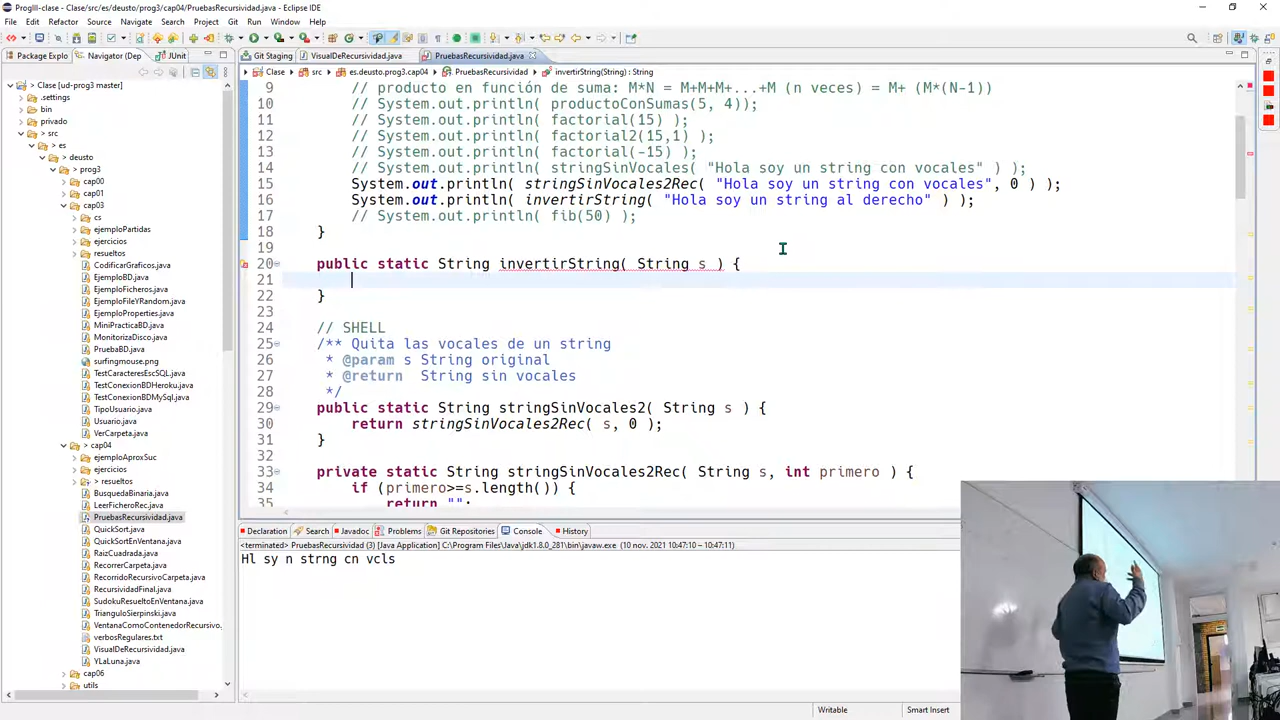 ProgIII-clase - Clase/src/es/deusto/prog3/cap04/PruebasRecursividad.java - Eclipse IDE
File Edit Refactor Source Navigate Search Project Git Run Window Help
Package Explo Navigator (Dep JUnit
Git Staging VisualDeRecursividad.java PruebasRecursividad.java
Clase src es.deusto.prog3.cap04 PruebasRecursividad invertirString(String) : String
Clase [ud-prog3 master]
.settings
bin
privado
> src
> es
> deusto
> prog3
cap00
cap01
cap03
cs
ejemploPartidas
ejercicios
resueltos
CodificarGraficos.java
EjemploBD.java
EjemploFicheros.java
EjemploFileYRandom.java
EjemploProperties.java
MiniPracticaBD.java
MonitorizaDisco.java
PruebaBD.java
surfingmouse.png
TestCaracteresEscSQL.java
TestConexionBDHeroku.java
TestConexionBDMySql.java
TipoUsuario.java
Usuario.java
VerCarpeta.java
> cap04
ejemploAproxSuc
ejercicios
> resueltos
BusquedaBinaria.java
LeerFicheroRec.java
PruebasRecursividad.java
QuickSort.java
QuickSortEnVentana.java
RaizCuadrada.java
RecorrerCarpeta.java
RecorridoRecursivoCarpeta.java
RecursividadFinal.java
SudokuResueltoEnVentana.java
TrianguloSierpinski.java
VentanaComoContenedorRecursivo.
verbosRegulares.txt
VisualDeRecursividad.java
YLaLuna.java
cap06
utils
9 // producto en función de suma: M*N = M+M+M+...+M (n veces) = M+ (M*(N-1))
10 // System.out.println( productoConSumas(5, 4));
11 // System.out.println( factorial(15) );
12 // System.out.println( factorial2(15,1) );
13 // System.out.println( factorial(-15) );
14 // System.out.println( stringSinVocales( "Hola soy un string con vocales" ) );
15 System.out.println( stringSinVocales2Rec( "Hola soy un string con vocales", 0 ) );
16 System.out.println( invertirString( "Hola soy un string al derecho" ) );
17 // System.out.println( fib(50) );
18 }
19
20 public static String invertirString( String s ) {
21
22 }
23
24 // SHELL
25 /** Quita las vocales de un string
26 * @param s String original
27 * @return String sin vocales
28 */
29 public static String stringSinVocales2( String s ) {
30 return stringSinVocales2Rec( s, 0 );
31 }
32
33 private static String stringSinVocales2Rec( String s, int primero ) {
34 if (primero>=s.length()) {
35 return "";
Declaration Search Javadoc Problems Git Repositories Console History
<terminated> PruebasRecursividad (3) [Java Application] C:\Program Files\Java\jdk1.8.0_281\bin\javaw.exe (10 nov. 2021 10:47:10 – 10:47:11)
Hl sy n strng cn vcls
Writable Smart Insert